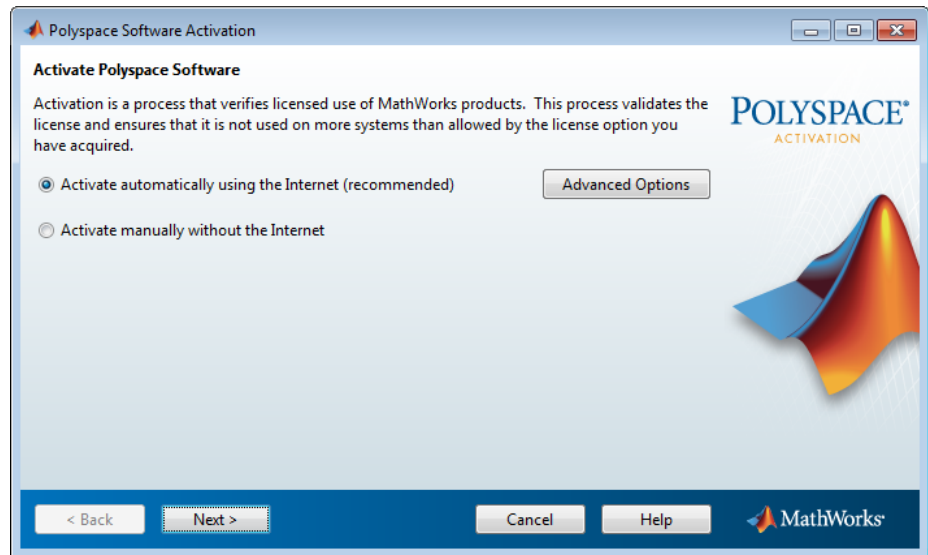 Polyspace Software Activation
Activate Polyspace Software
Activation is a process that verifies licensed use of MathWorks products. This process validates the
license and ensures that it is not used on more systems than allowed by the license option you
have acquired.
POLYSPACE®
ACTIVATION
Activate automatically using the Internet (recommended)
Advanced Options
Activate manually without the Internet
< Back
Next >
Cancel
Help
MathWorks®